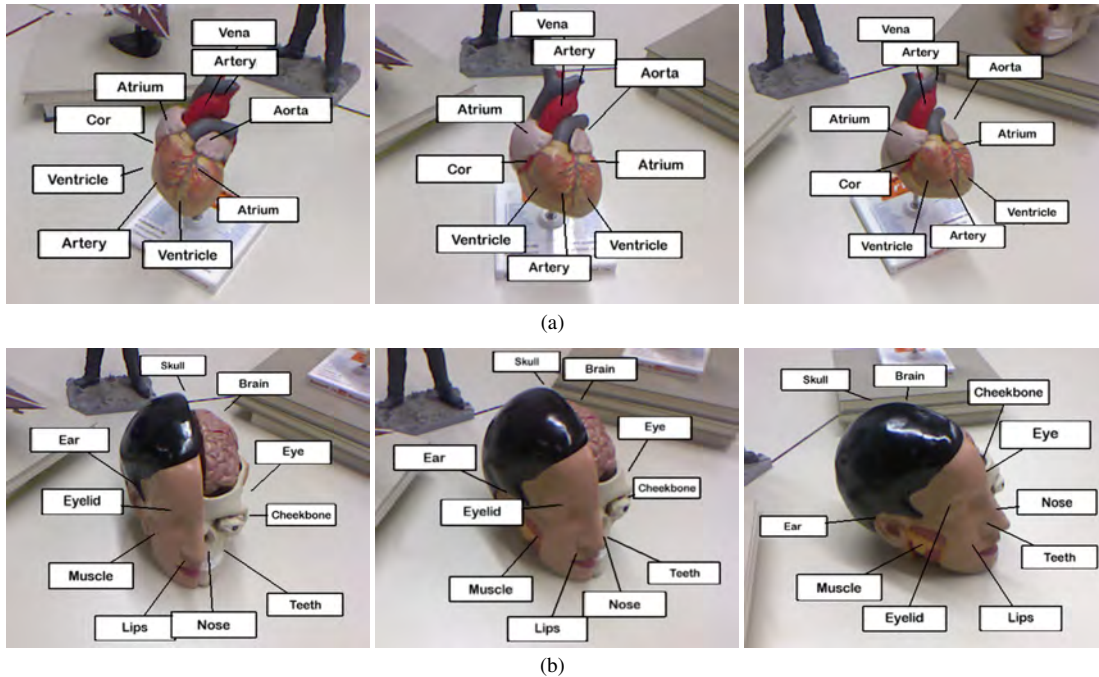 Vena
Artery
Atrium
Aorta
Cor
Ventricle
Atrium
Artery
Ventricle
Vena
Artery
Aorta
Atrium
Cor
Atrium
Ventricle
Ventricle
Artery
Vena
Artery
Aorta
Atrium
Atrium
Cor
Ventricle
Ventricle
Artery
(a)
Skull
Brain
Ear
Eye
Eyelid
Cheekbone
Muscle
Teeth
Lips
Nose
Skull
Brain
Eye
Ear
Cheekbone
Eyelid
Teeth
Muscle
Nose
Lips
Skull
Brain
Cheekbone
Eye
Nose
Ear
Teeth
Muscle
Eyelid
Lips
(b)